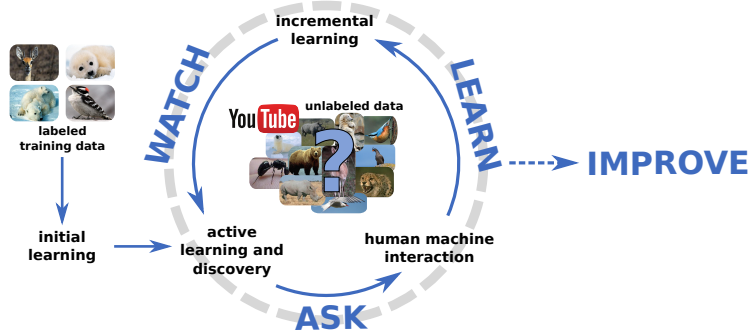 incremental
learning
WATCH
LEARN
labeled
training data
YouTube
unlabeled data
?
IMPROVE
initial
learning
active
learning and
discovery
human machine
interaction
ASK